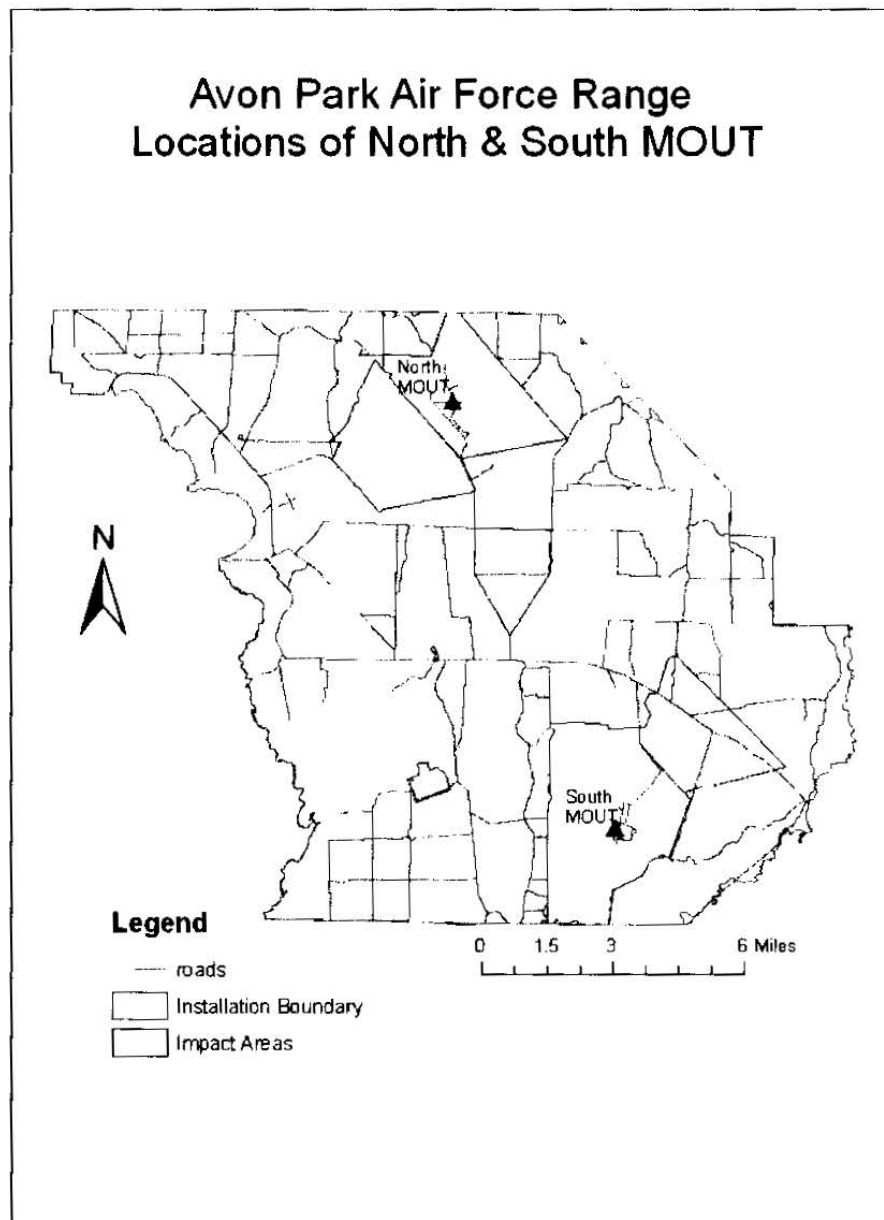 Avon Park Air Force Range
Locations of North & South MOUT
North
MOUT
N
South
MOUT
Legend
roads
Installation Boundary
Impact Areas
0 1.5 3 6 Miles